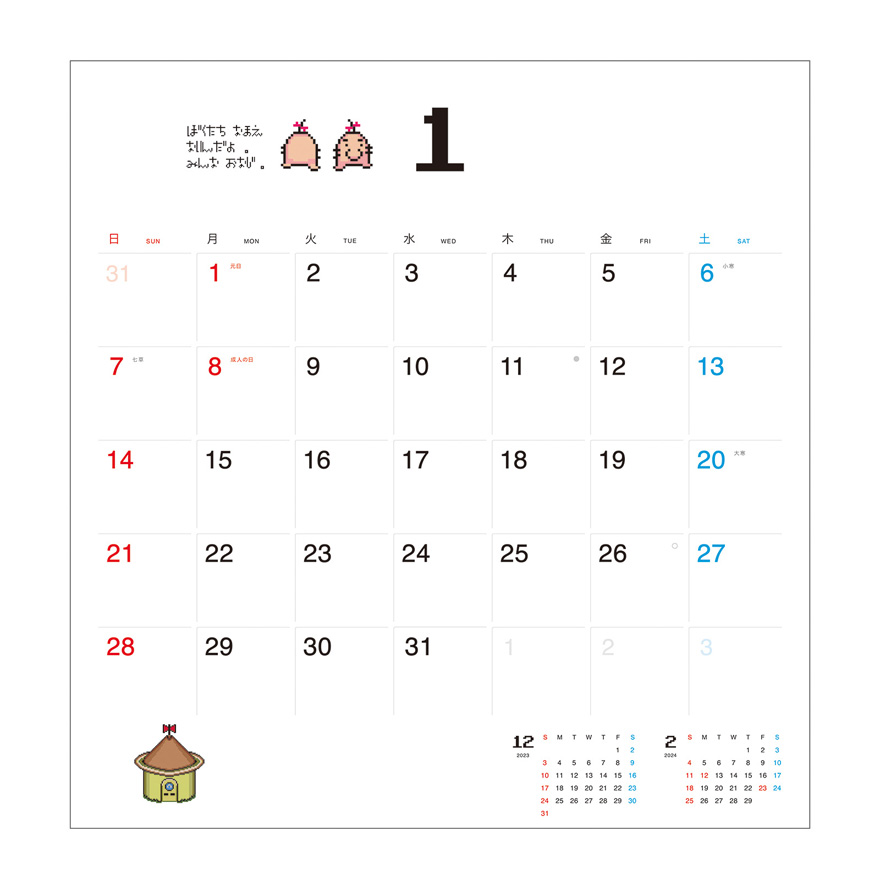 ぼくたち なまえ
なは​んだよ 。
みんな おなじ 。
1
日 SUN 月 MON 火 TUE 水 WED 木 THU 金 FRI 土 SAT
31 1 元日 2 3 4 5 6 小寒
7 七草 8 成人の日 9 10 11 12 13
14 15 16 17 18 19 20 大寒
21 22 23 24 25 26 27
28 29 30 31 1 2 3
12
2023
S M T W T F S
1 2
3 4 5 6 7 8 9
10 11 12 13 14 15 16
17 18 19 20 21 22 23
24 25 26 27 28 29 30
31
2
2024
S M T W T F S
1 2 3
4 5 6 7 8 9 10
11 12 13 14 15 16 17
18 19 20 21 22 23 24
25 26 27 28 29